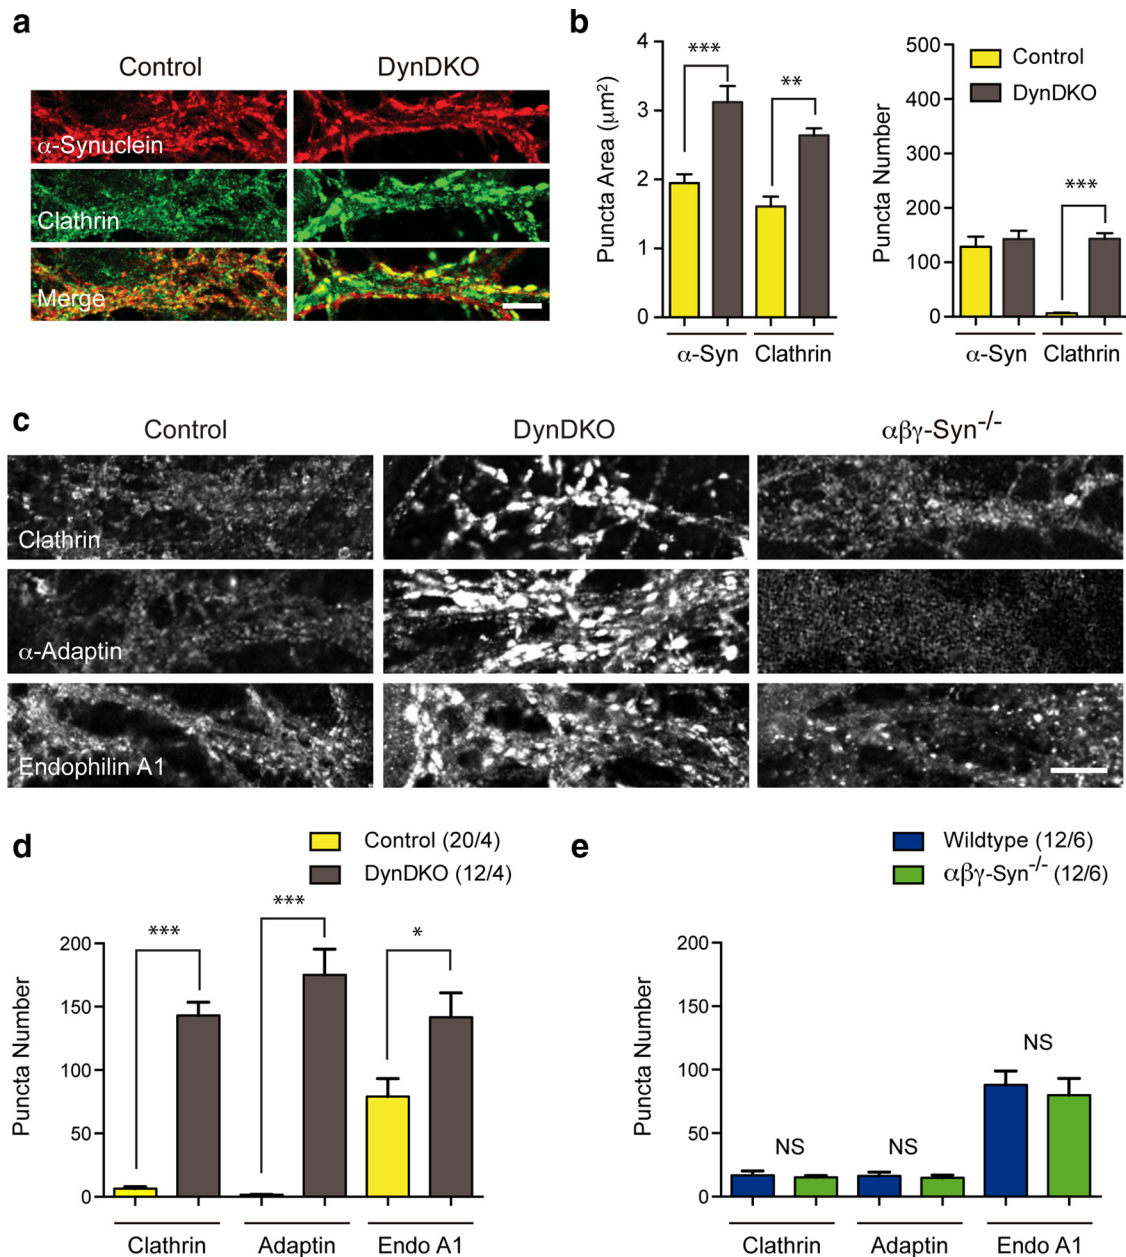 a
Control DynDKO
α-Synuclein
Clathrin
Merge
b
Puncta Area (μm²)
4
3
2
1
0
***
**
α-Syn Clathrin
Puncta Number
500
400
300
200
100
0
Control
DynDKO
***
α-Syn Clathrin
c
Control DynDKO αβγ-Syn⁻/⁻
Clathrin
α-Adaptin
Endophilin A1
d
Control (20/4)
DynDKO (12/4)
Puncta Number
200
150
100
50
0
***
***
*
Clathrin Adaptin Endo A1
e
Wildtype (12/6)
αβγ-Syn⁻/⁻ (12/6)
Puncta Number
200
150
100
50
0
NS
NS
NS
Clathrin Adaptin Endo A1